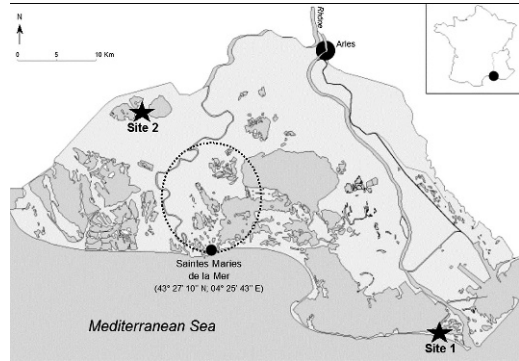 N
0 5 10 Km
Rhône
Arles
Site 2
Saintes Maries
de la Mer
(43° 27' 10'' N; 04° 25' 43'' E)
Mediterranean Sea
Site 1